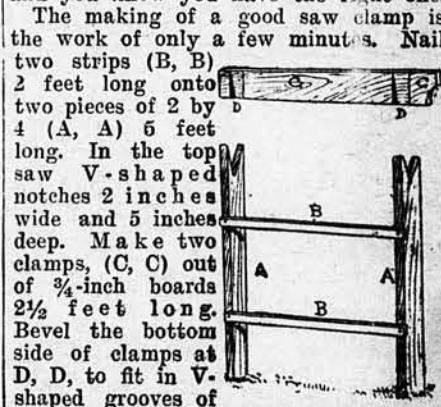 The making of a good saw clamp is
the work of only a few minutes. Nail
two strips (B, B)
2 feet long onto
two pieces of 2 by
4 (A, A) 5 feet
long. In the top
saw V-shaped
notches 2 inches
wide and 5 inches
deep. Make two
clamps, (C, C) out
of ¾-inch boards
2½ feet long.
Bevel the bottom
side of clamps at
D, D, to fit in V-
shaped grooves of
C C
D D
B
A A
B